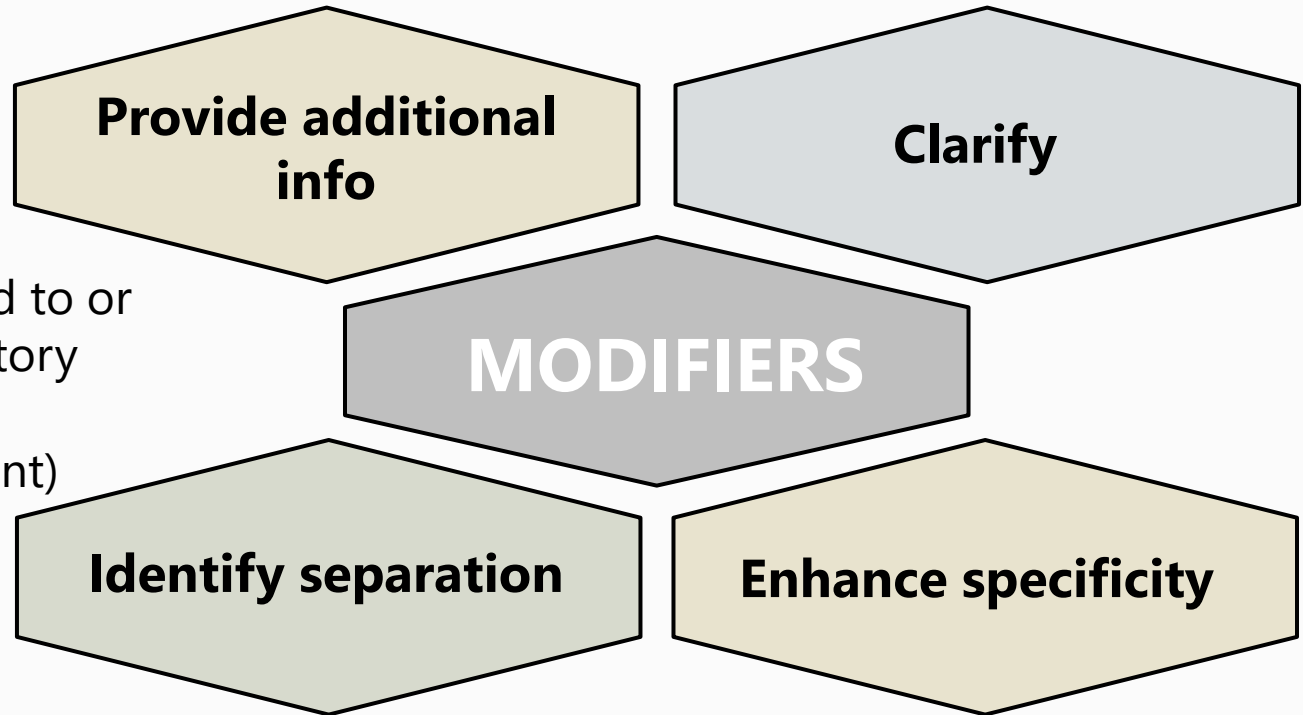 Provide additional
info
Clarify
d to or
tory
MODIFIERS
nt)
Identify separation
Enhance specificity